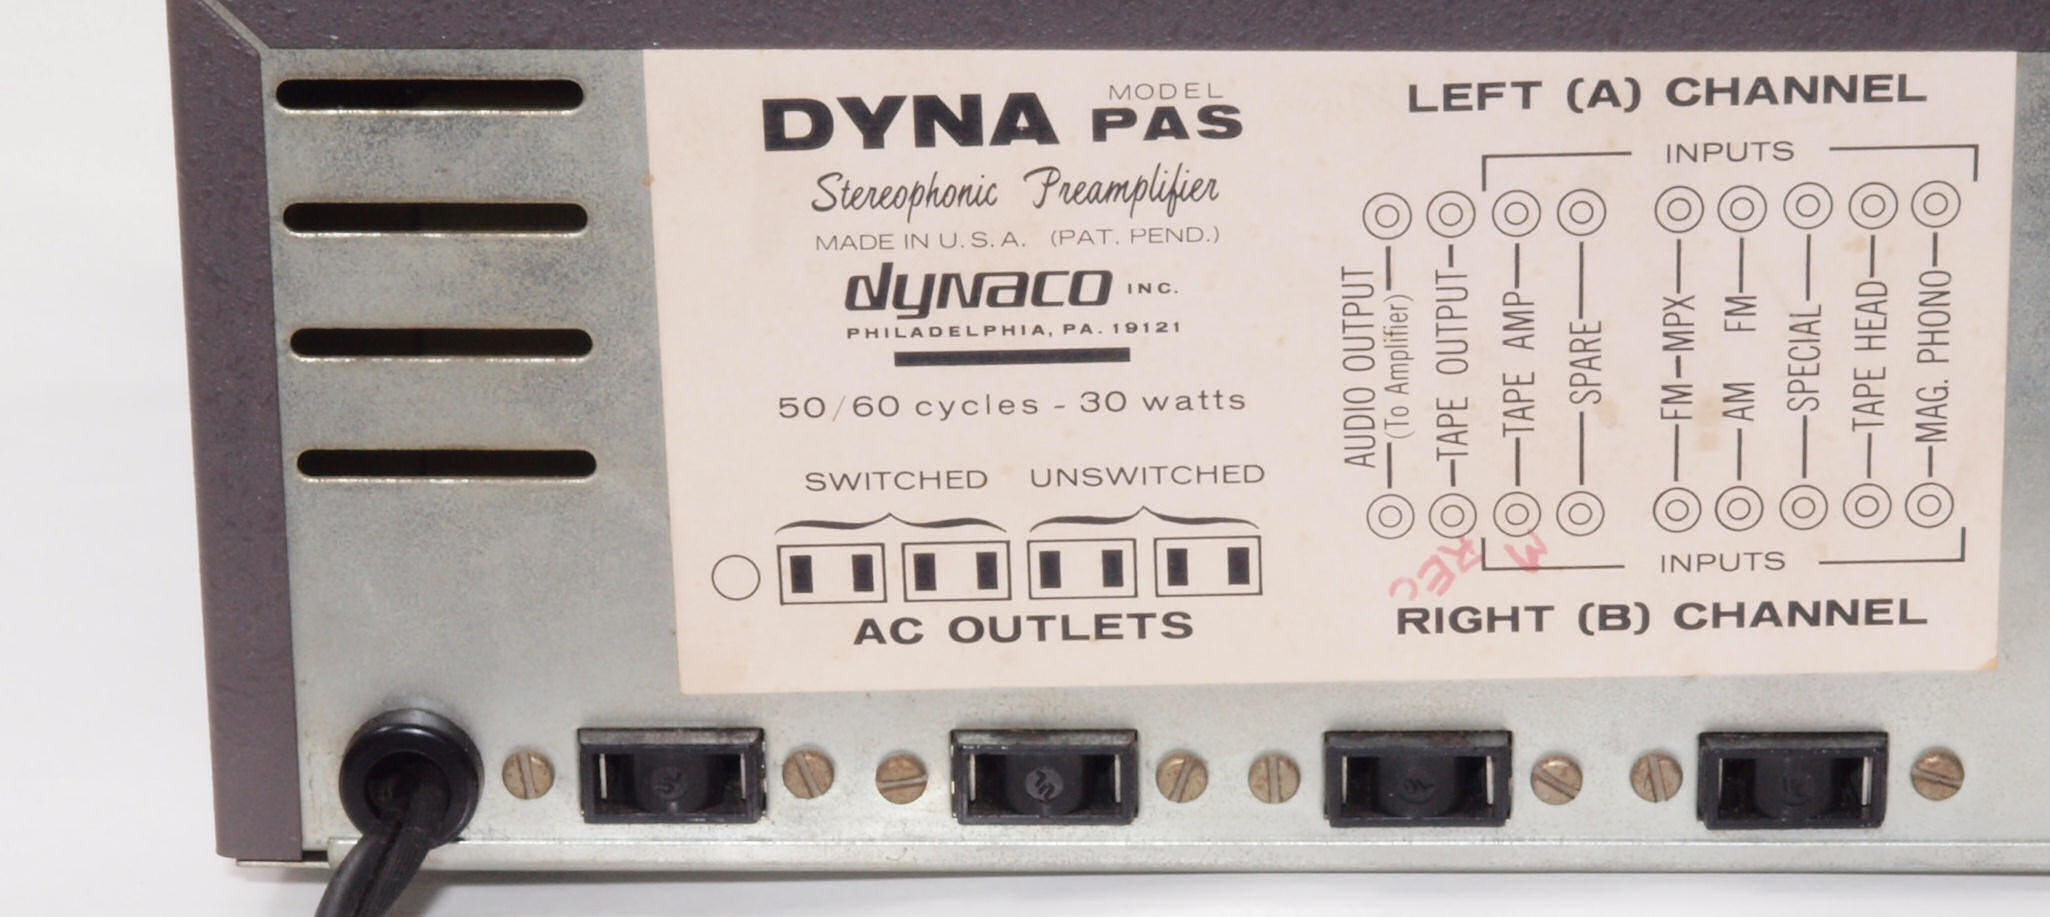 DYNA MODEL PAS
Stereophonic Preamplifier
MADE IN U.S.A. (PAT. PEND.)
dynaco INC.
PHILADELPHIA, PA. 19121
50/60 cycles - 30 watts
SWITCHED UNSWITCHED
AC OUTLETS
LEFT (A) CHANNEL
INPUTS
AUDIO OUTPUT
(To Amplifier)
TAPE OUTPUT
TAPE AMP
SPARE
FM-MPX
AM FM
SPECIAL
TAPE HEAD
MAG. PHONO
REC
M
INPUTS
RIGHT (B) CHANNEL